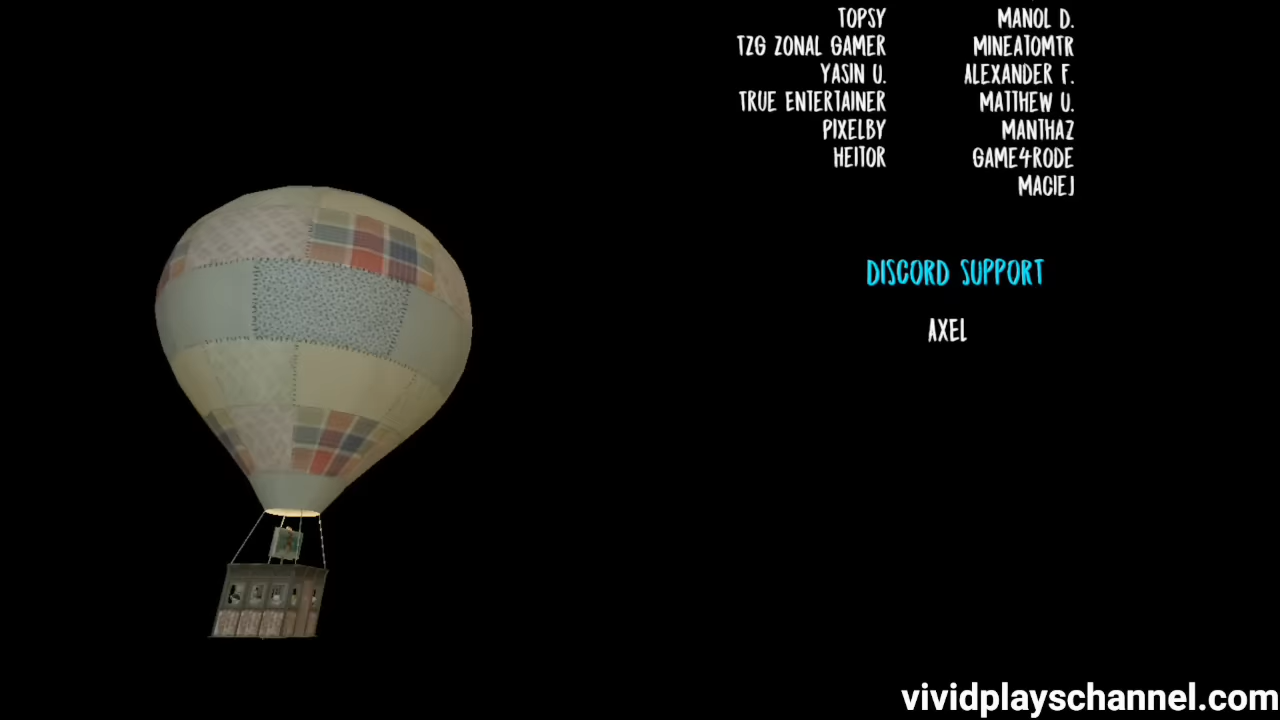 TOPSY MANOL D.
TZG ZONAL GAMER MINEATOMTR
YASIN U. ALEXANDER F.
TRUE ENTERTAINER MATTHEW U.
PIXELBY MANTHAZ
HEITOR GAME4RODE
MACIEJ
DISCORD SUPPORT
AXEL
vividplayschannel.com